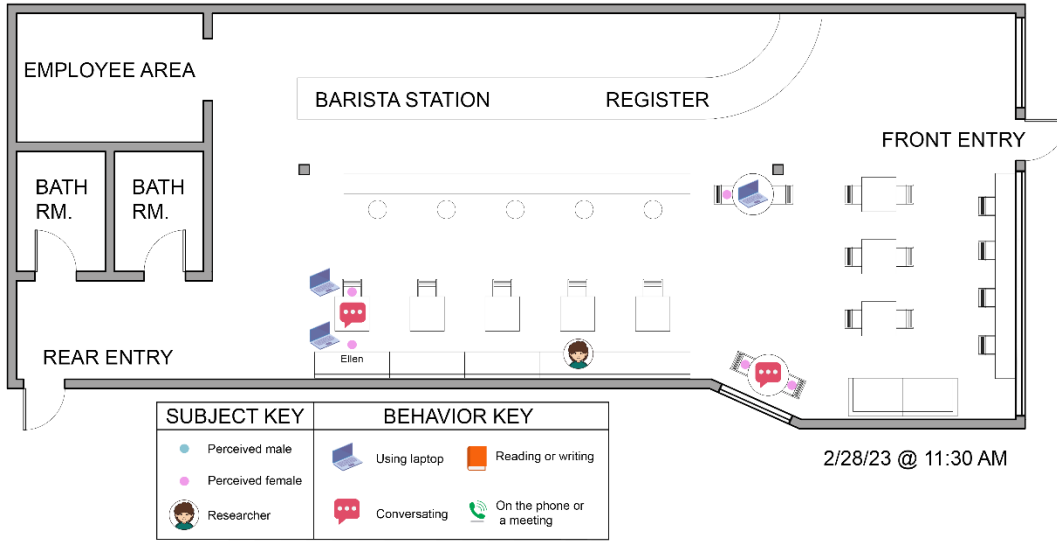 EMPLOYEE AREA
BARISTA STATION
REGISTER
FRONT ENTRY
BATH
RM.
BATH
RM.
REAR ENTRY
Ellen
SUBJECT KEY
Perceived male
Perceived female
Researcher
BEHAVIOR KEY
Using laptop
Reading or writing
Conversating
On the phone or
a meeting
2/28/23 @ 11:30 AM